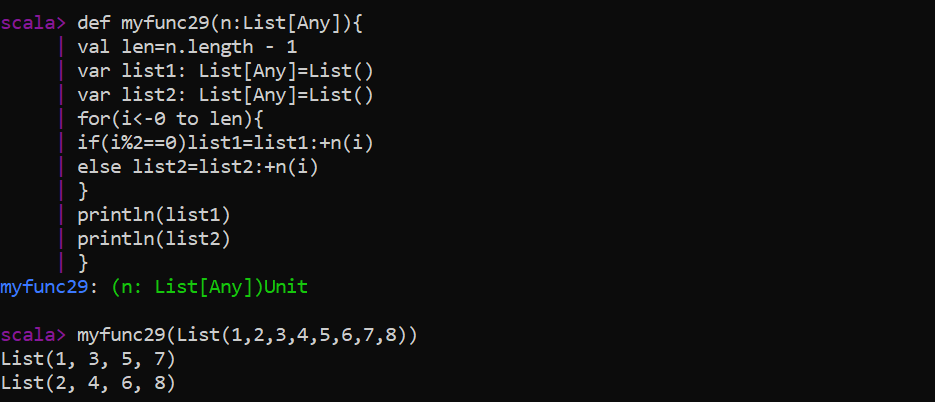 scala> def myfunc29(n:List[Any]){
     | val len=n.length - 1
     | var list1: List[Any]=List()
     | var list2: List[Any]=List()
     | for(i<-0 to len){
     | if(i%2==0)list1=list1:+n(i)
     | else list2=list2:+n(i)
     | }
     | println(list1)
     | println(list2)
     | }
myfunc29: (n: List[Any])Unit
scala> myfunc29(List(1,2,3,4,5,6,7,8))
List(1, 3, 5, 7)
List(2, 4, 6, 8)